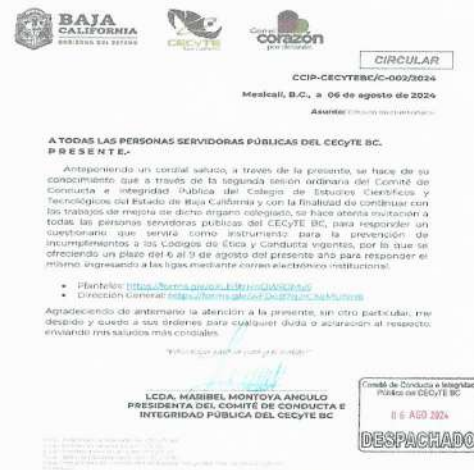 BAJA
CALIFORNIA
GOBIERNO DEL ESTADO
CECYTE
corazón
por delante
CIRCULAR
CCIP-CECYTEBC/C-002/2024
Mexicali, B.C., a 06 de agosto de 2024
Asunto:
A TODAS LAS PERSONAS SERVIDORAS PÚBLICAS DEL CECyTE BC.
P R E S E N T E.-
Anteponiendo un cordial saludo, a través de la presente, se hace de su
conocimiento que a través de la segunda sesión ordinaria del Comité de
Conducta e Integridad Pública del Colegio de Estudios Científicos y
Tecnológicos del Estado de Baja California y con la finalidad de continuar con
los trabajos de mejora de dicho órgano colegiado, se hace atenta invitación a
todas las personas servidoras públicas del CECyTE BC, para responder un
cuestionario que servirá como instrumento para la prevención de
incumplimientos a los Códigos de Ética y Conducta vigentes, por lo que se
ofreciendo un plazo del 6 al 9 de agosto del presente año para responder el
mismo, ingresando a las ligas mediante correo electrónico institucional.
• Planteles:
• Dirección General:
Agradeciendo de antemano la atención a la presente, sin otro particular, me
despido y quedo a sus órdenes para cualquier duda o aclaración al respecto,
enviando mis saludos más cordiales.
LCDA. MARIBEL MONTOYA ANGULO
PRESIDENTA DEL COMITÉ DE CONDUCTA E
INTEGRIDAD PÚBLICA DEL CECyTE BC
Comité de Conducta e Integridad
Pública del CECyTE BC
06 AGO 2024
DESPACHADO